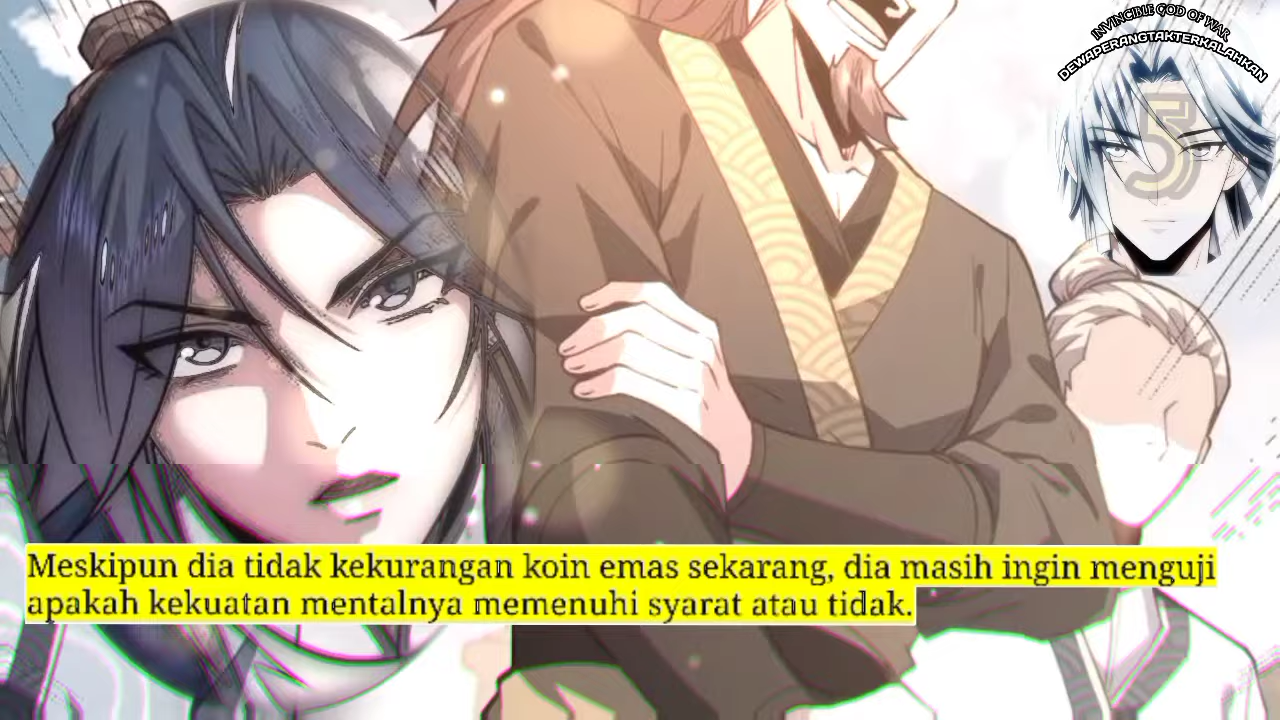 INVINCIBLE GOD OF WAR
DEWAPERANGTAKTERKALAHKAN
5
Meskipun dia tidak kekurangan koin emas sekarang, dia masih ingin menguji
apakah kekuatan mentalnya memenuhi syarat atau tidak.